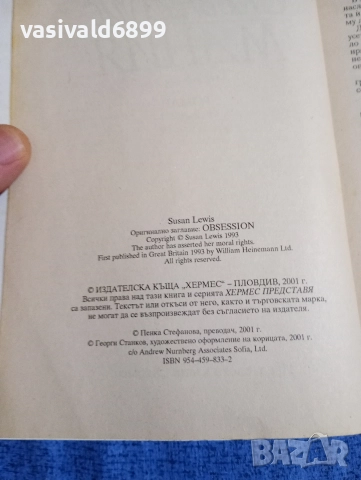 vasivald6899
Susan Lewis
Оригинално заглавие: OBSESSION
Copyright © Susan Lewis 1993
The author has asserted her moral rights.
First published in Great Britain 1993 by William Heinemann Ltd.
All rights reserved.
© ИЗДАТЕЛСКА КЪЩА „ХЕРМЕС" – ПЛОВДИВ, 2001 г.
Всички права над тази книга и серията ХЕРМЕС ПРЕДСТАВЯ
са запазени. Текстът или откъси от него, както и търговската марка,
не могат да се възпроизвеждат без съгласието на издателя.
© Пенка Стефанова, преводач, 2001 г.
© Георги Станков, художествено оформление на корицата, 2001 г.
c/o Andrew Nurnberg Associates Sofia, Ltd.
ISBN 954-459-833-2
BAZAR